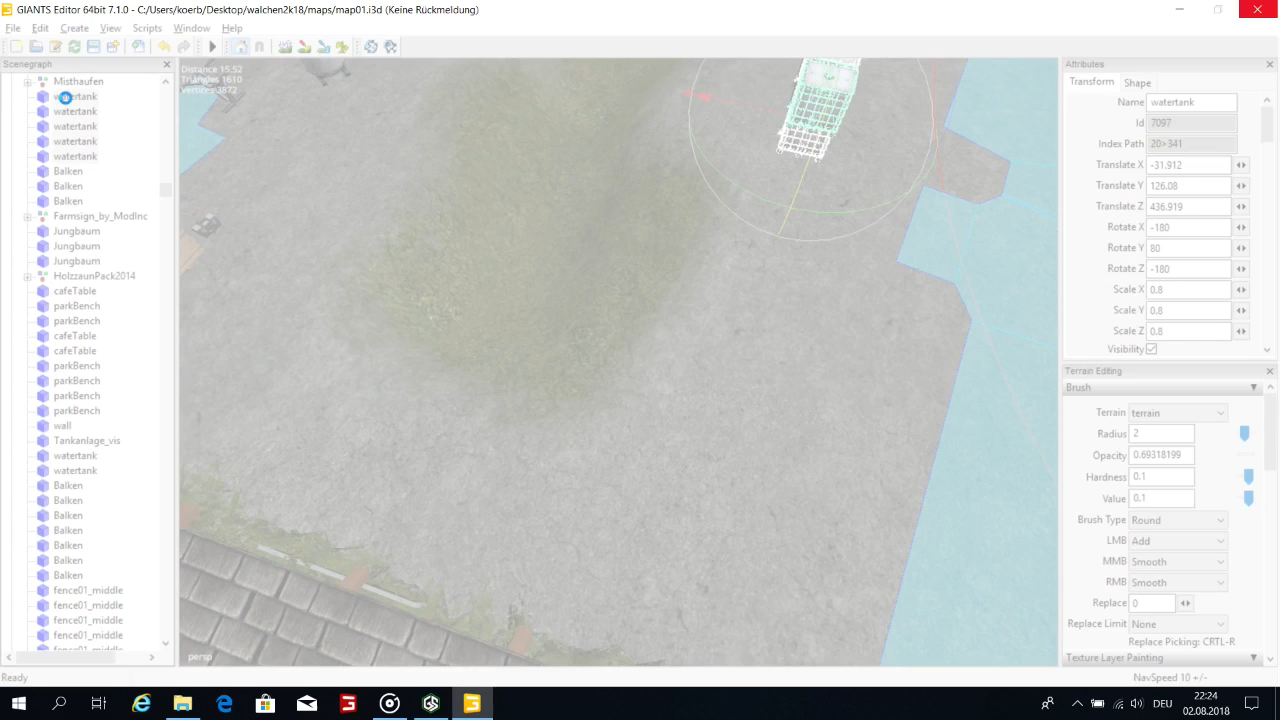 GIANTS Editor 64bit 7.1.0 - C:/Users/koerb/Desktop/walchen2k18/maps/map01.i3d (Keine Rückmeldung)
File Edit Create View Scripts Window Help
Scenegraph
Misthaufen
watertank
watertank
watertank
watertank
watertank
Balken
Balken
Balken
Farmsign_by_ModInc
Jungbaum
Jungbaum
Jungbaum
HolzzaunPack2014
cafeTable
parkBench
parkBench
cafeTable
cafeTable
parkBench
parkBench
parkBench
parkBench
wall
Tankanlage_vis
watertank
watertank
Balken
Balken
Balken
Balken
Balken
Balken
Balken
fence01_middle
fence01_middle
fence01_middle
fence01_middle
fence01_middle
Distance 15.52
Triangles 1610
Vertices 3872
persp
Attributes
Transform Shape
Name watertank
Id 7097
Index Path 20>341
Translate X -31.912
Translate Y 126.08
Translate Z 436.919
Rotate X -180
Rotate Y 80
Rotate Z -180
Scale X 0.8
Scale Y 0.8
Scale Z 0.8
Visibility
Terrain Editing
Brush
Terrain terrain
Radius 2
Opacity 0.69318199
Hardness 0.1
Value 0.1
Brush Type Round
LMB Add
MMB Smooth
RMB Smooth
Replace 0
Replace Limit None
Replace Picking: CRTL-R
Texture Layer Painting
Ready
NavSpeed 10 +/-
DEU
22:24
02.08.2018